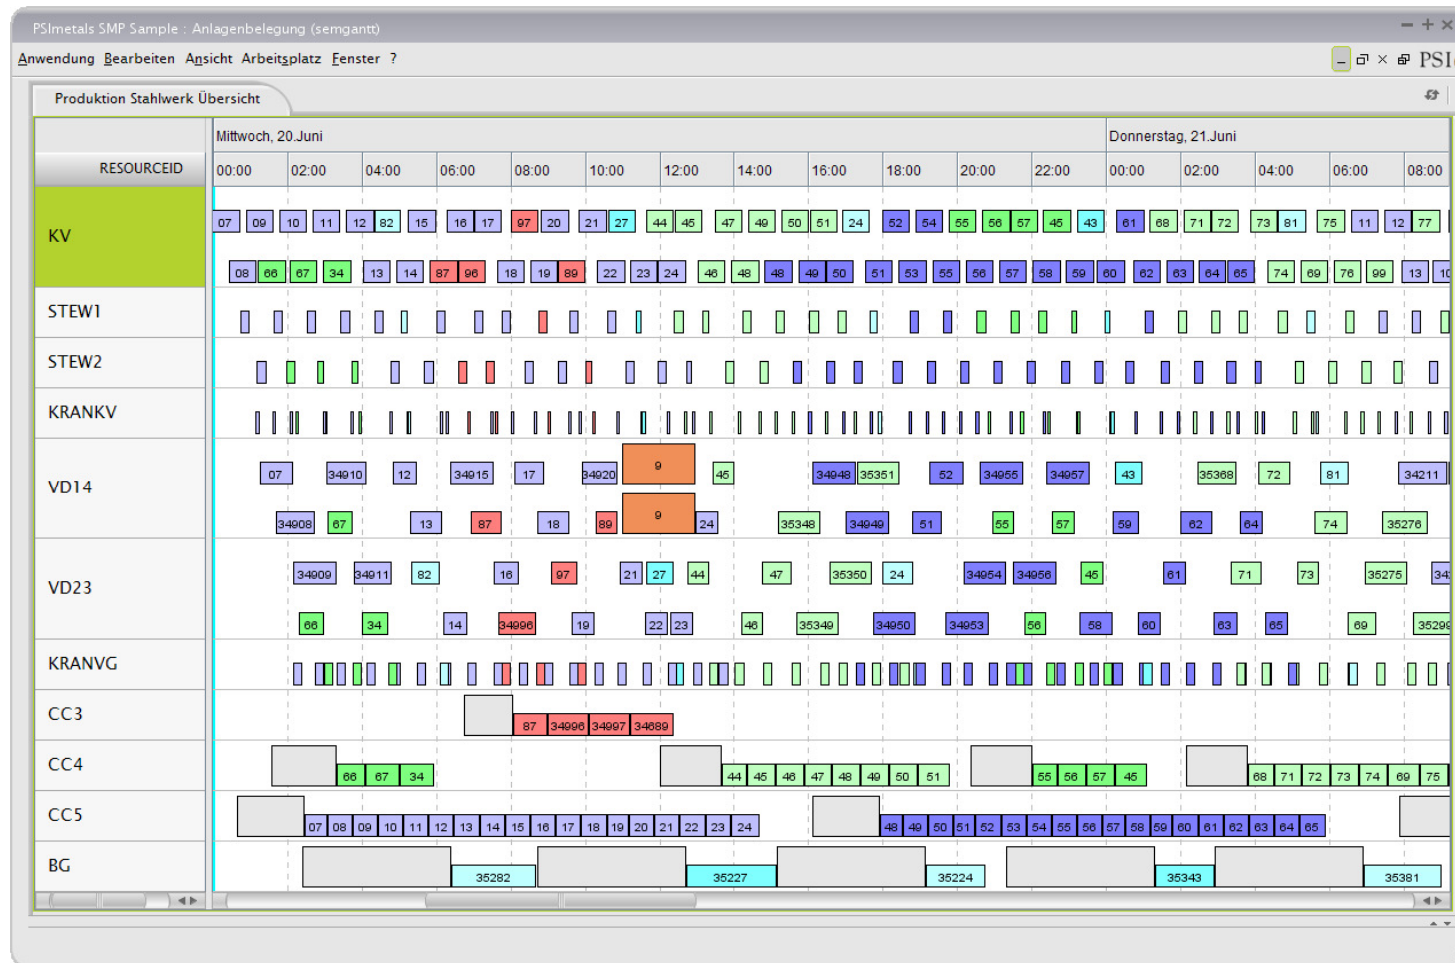 PSImetals SMP Sample : Anlagenbelegung (semgantt)
Anwendung Bearbeiten Ansicht Arbeitsplatz Fenster ? PSI
Produktion Stahlwerk Übersicht
Mittwoch, 20.Juni Donnerstag, 21.Juni
RESOURCEID 00:00 02:00 04:00 06:00 08:00 10:00 12:00 14:00 16:00 18:00 20:00 22:00 00:00 02:00 04:00 06:00 08:00
07 09 10 11 12 82 15 16 17 97 20 21 27 44 45 47 49 50 51 24 52 54 55 56 57 45 43 61 68 71 72 73 81 75 11 12 77
KV
08 66 67 34 13 14 87 96 18 19 89 22 23 24 46 48 48 49 50 51 53 55 56 57 58 59 60 62 63 64 65 74 69 76 99 13 10
STEW1
STEW2
KRANKV
07 34910 12 34915 17 34920 9 45 34948 35351 52 34955 34957 43 35368 72 81 34211
VD14
34908 67 13 87 18 89 9 24 35348 34949 51 55 57 59 62 64 74 35276
34909 34911 82 16 97 21 27 44 47 35350 24 34954 34956 45 61 71 73 35275 34
VD23
66 34 14 34996 19 22 23 46 35349 34950 34953 56 58 60 63 65 69 35299
KRANVG
CC3 87 34996 34997 34689
CC4 66 67 34 44 45 46 47 48 49 50 51 55 56 57 45 68 71 72 73 74 69 75
CC5 07 08 09 10 11 12 13 14 15 16 17 18 19 20 21 22 23 24 48 49 50 51 52 53 54 55 56 57 58 59 60 61 62 63 64 65
BG 35282 35227 35224 35343 35381